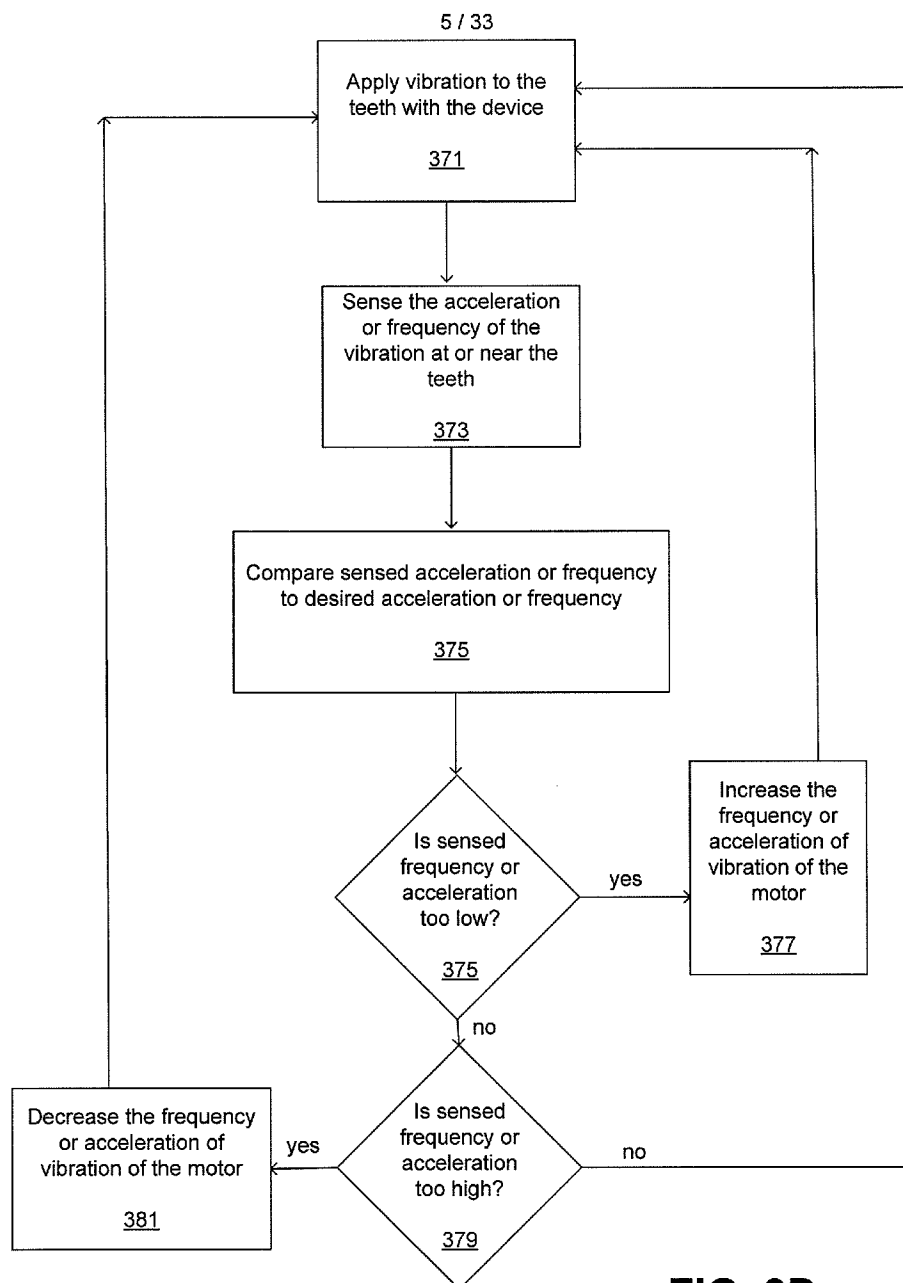 5 / 33
Apply vibration to the
teeth with the device
371
Sense the acceleration
or frequency of the
vibration at or near the
teeth
373
Compare sensed acceleration or frequency
to desired acceleration or frequency
375
Is sensed
frequency or
acceleration
too low?
375
yes
Increase the
frequency or
acceleration of
vibration of the
motor
377
no
Is sensed
frequency or
acceleration
too high?
379
yes
no
Decrease the frequency
or acceleration of
vibration of the motor
381